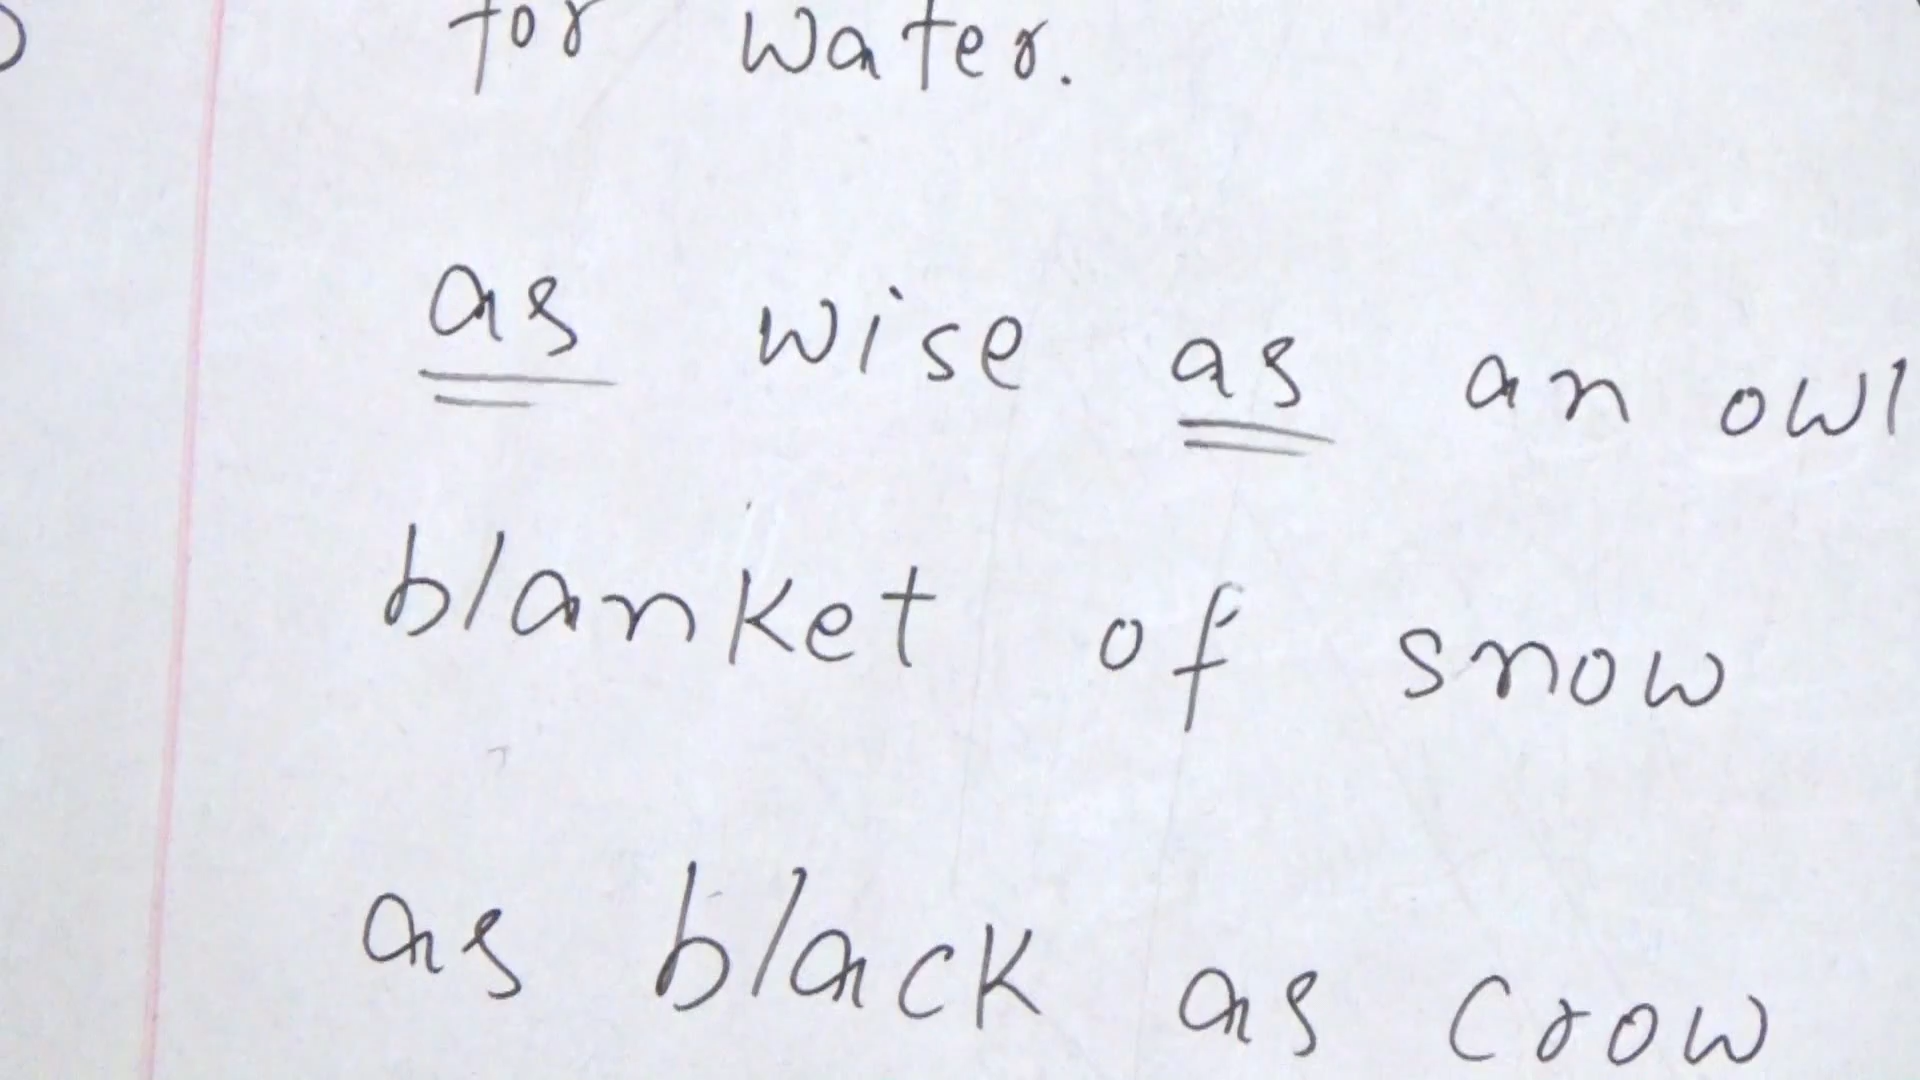 for water.
as wise as an owl
blanket of snow
as black as crow